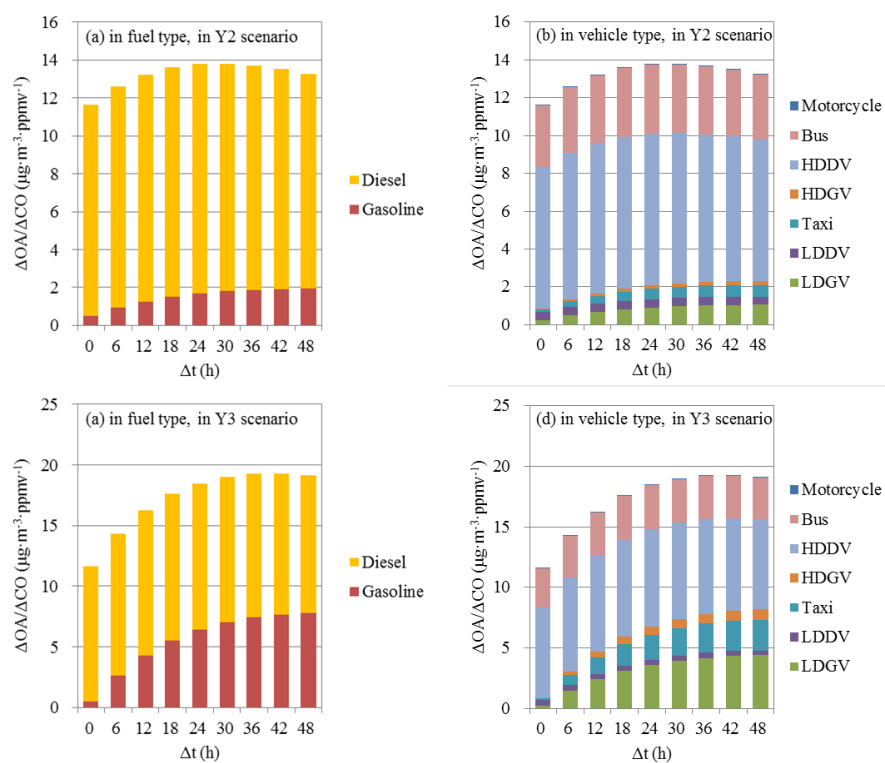 (a) in fuel type, in Y2 scenario
ΔOA/ΔCO (μg·m⁻³·ppmv⁻¹)
16
14
12
10
8
6
4
2
0
0 6 12 18 24 30 36 42 48
Δt (h)
Diesel
Gasoline
(b) in vehicle type, in Y2 scenario
ΔOA/ΔCO (μg·m⁻³·ppmv⁻¹)
16
14
12
10
8
6
4
2
0
0 6 12 18 24 30 36 42 48
Δt (h)
Motorcycle
Bus
HDDV
HDGV
Taxi
LDDV
LDGV
(a) in fuel type, in Y3 scenario
ΔOA/ΔCO (μg·m⁻³·ppmv⁻¹)
25
20
15
10
5
0
0 6 12 18 24 30 36 42 48
Δt (h)
Diesel
Gasoline
(d) in vehicle type, in Y3 scenario
ΔOA/ΔCO (μg·m⁻³·ppmv⁻¹)
25
20
15
10
5
0
0 6 12 18 24 30 36 42 48
Δt (h)
Motorcycle
Bus
HDDV
HDGV
Taxi
LDDV
LDGV